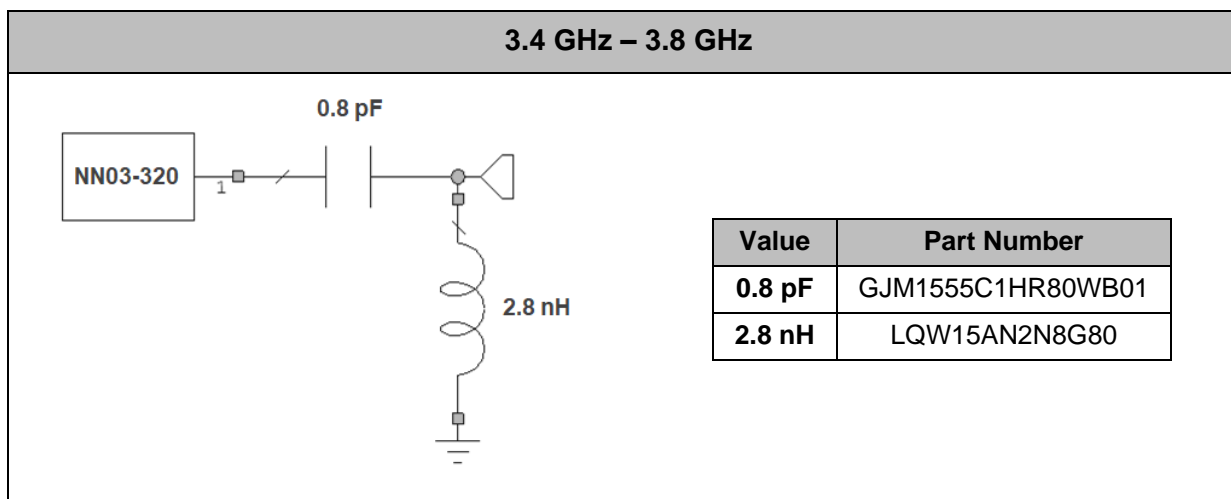 3.4 GHz – 3.8 GHz
0.8 pF
NN03-320
1
2.8 nH
Value Part Number
0.8 pF GJM1555C1HR80WB01
2.8 nH LQW15AN2N8G80